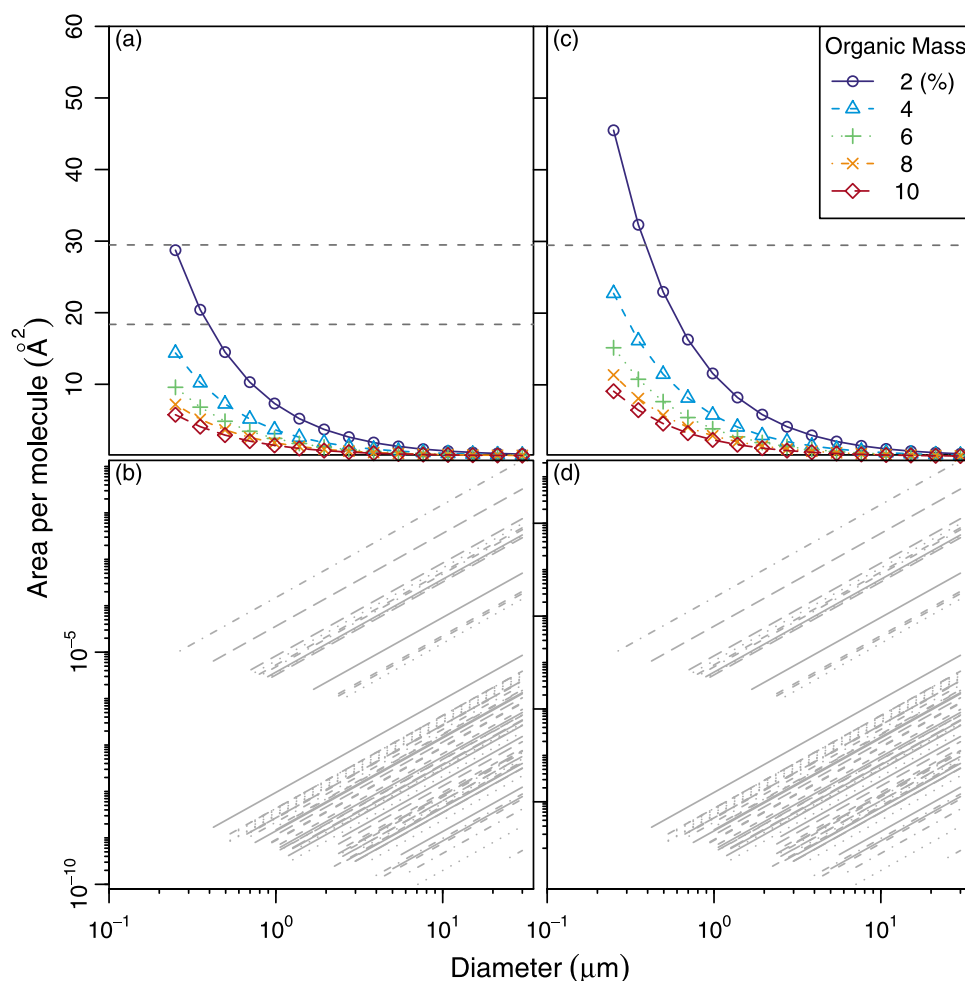 (a)
(c)
60
50
40
30
20
10
Organic Mass
2 (%)
4
6
8
10
Area per molecule (Å²)
(b)
(d)
10⁻⁵
10⁻¹⁰
10⁻¹ 10⁰ 10¹ 10⁻¹ 10⁰ 10¹
Diameter (μm)